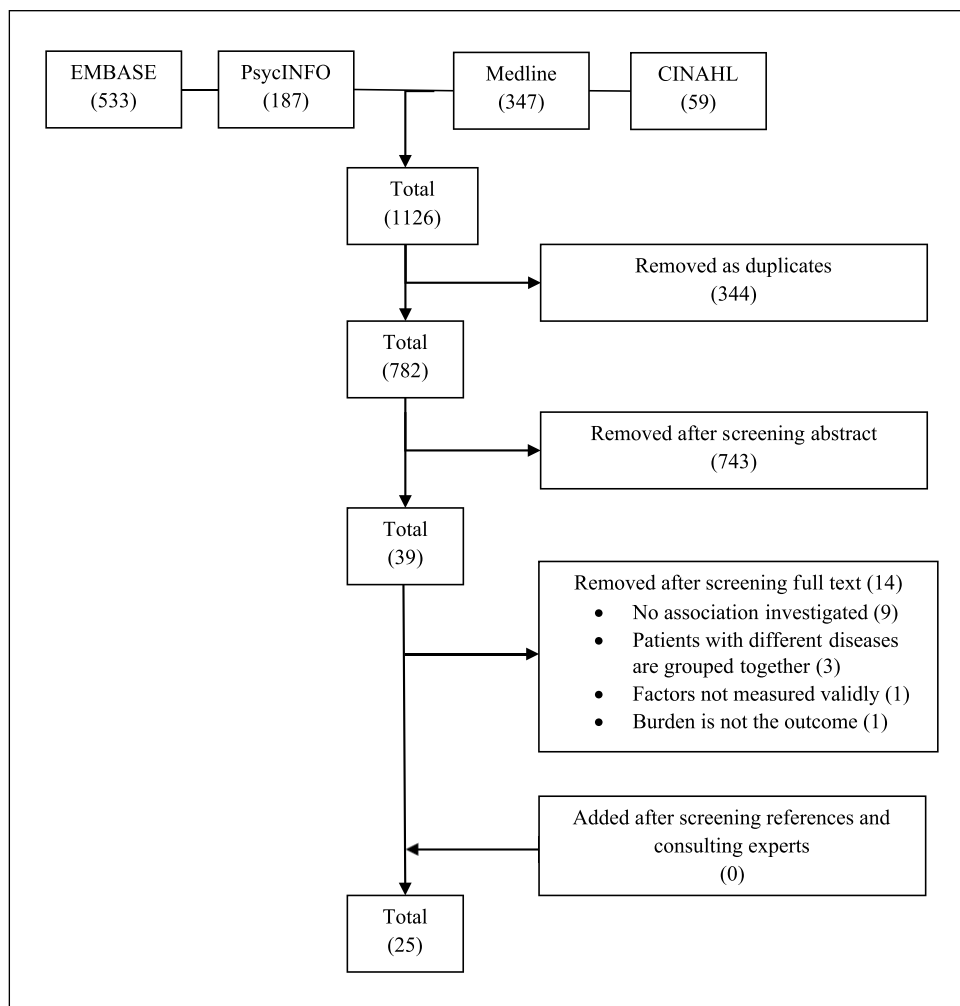 EMBASE
(533)
PsycINFO
(187)
Medline
(347)
CINAHL
(59)
Total
(1126)
Removed as duplicates
(344)
Total
(782)
Removed after screening abstract
(743)
Total
(39)
Removed after screening full text (14)
• No association investigated (9)
• Patients with different diseases
are grouped together (3)
• Factors not measured validly (1)
• Burden is not the outcome (1)
Added after screening references and
consulting experts
(0)
Total
(25)